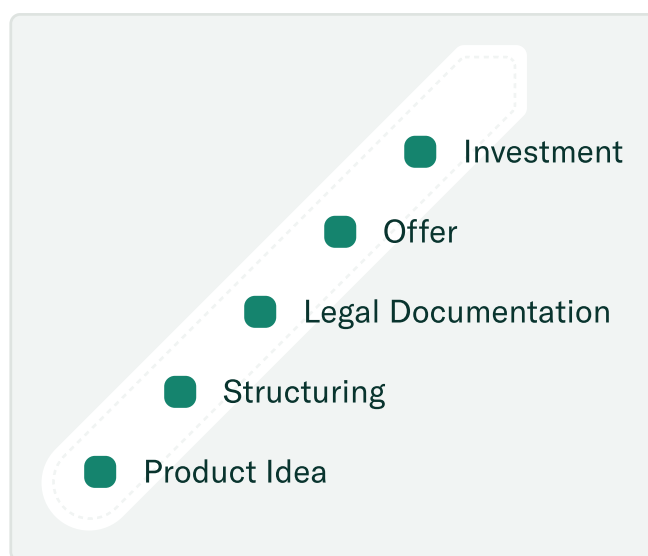 Investment
Offer
Legal Documentation
Structuring
Product Idea